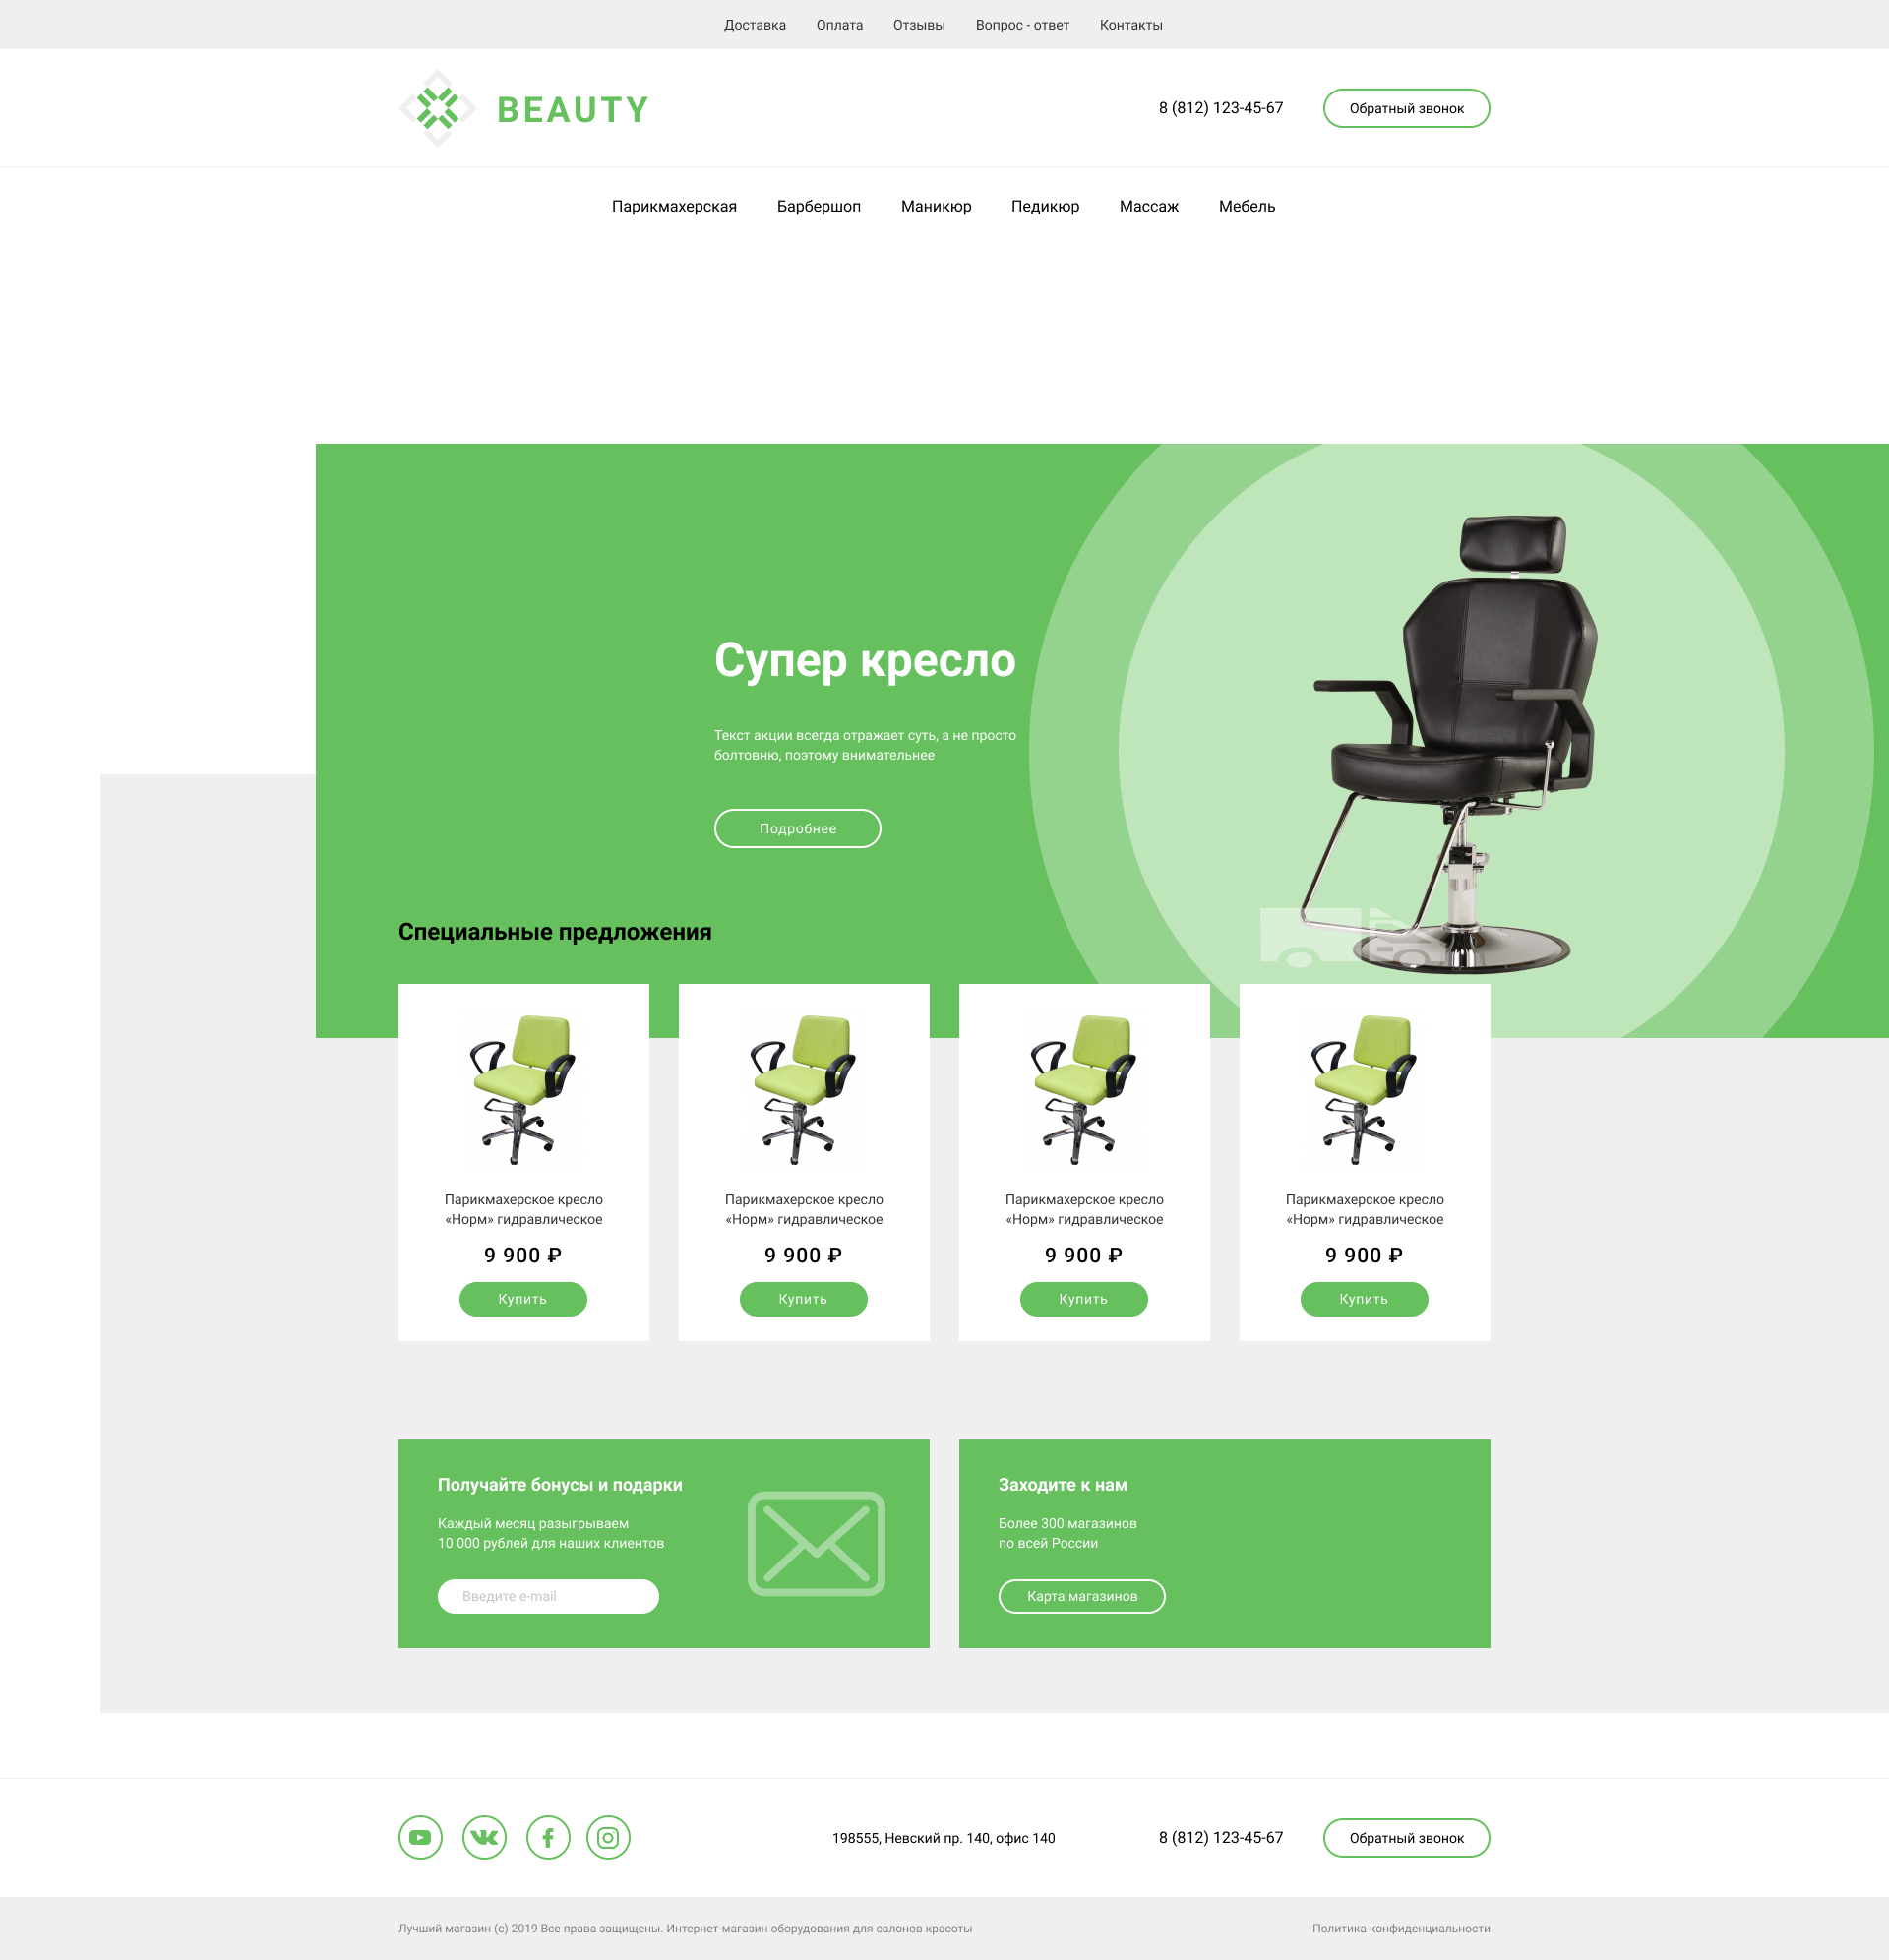 Доставка Оплата Отзывы Вопрос - ответ Контакты
BEAUTY
8 (812) 123-45-67
Обратный звонок
Парикмахерская Барбершоп Маникюр Педикюр Массаж Мебель
Супер кресло
Текст акции всегда отражает суть, а не просто
болтовню, поэтому внимательнее
Подробнее
Специальные предложения
Парикмахерское кресло
«Норм» гидравлическое
9 900 ₽
Купить
Парикмахерское кресло
«Норм» гидравлическое
9 900 ₽
Купить
Парикмахерское кресло
«Норм» гидравлическое
9 900 ₽
Купить
Парикмахерское кресло
«Норм» гидравлическое
9 900 ₽
Купить
Получайте бонусы и подарки
Каждый месяц разыгрываем
10 000 рублей для наших клиентов
Введите e-mail
Заходите к нам
Более 300 магазинов
по всей России
Карта магазинов
198555, Невский пр. 140, офис 140
8 (812) 123-45-67
Обратный звонок
Лучший магазин (с) 2019 Все права защищены. Интернет-магазин оборудования для салонов красоты
Политика конфиденциальности